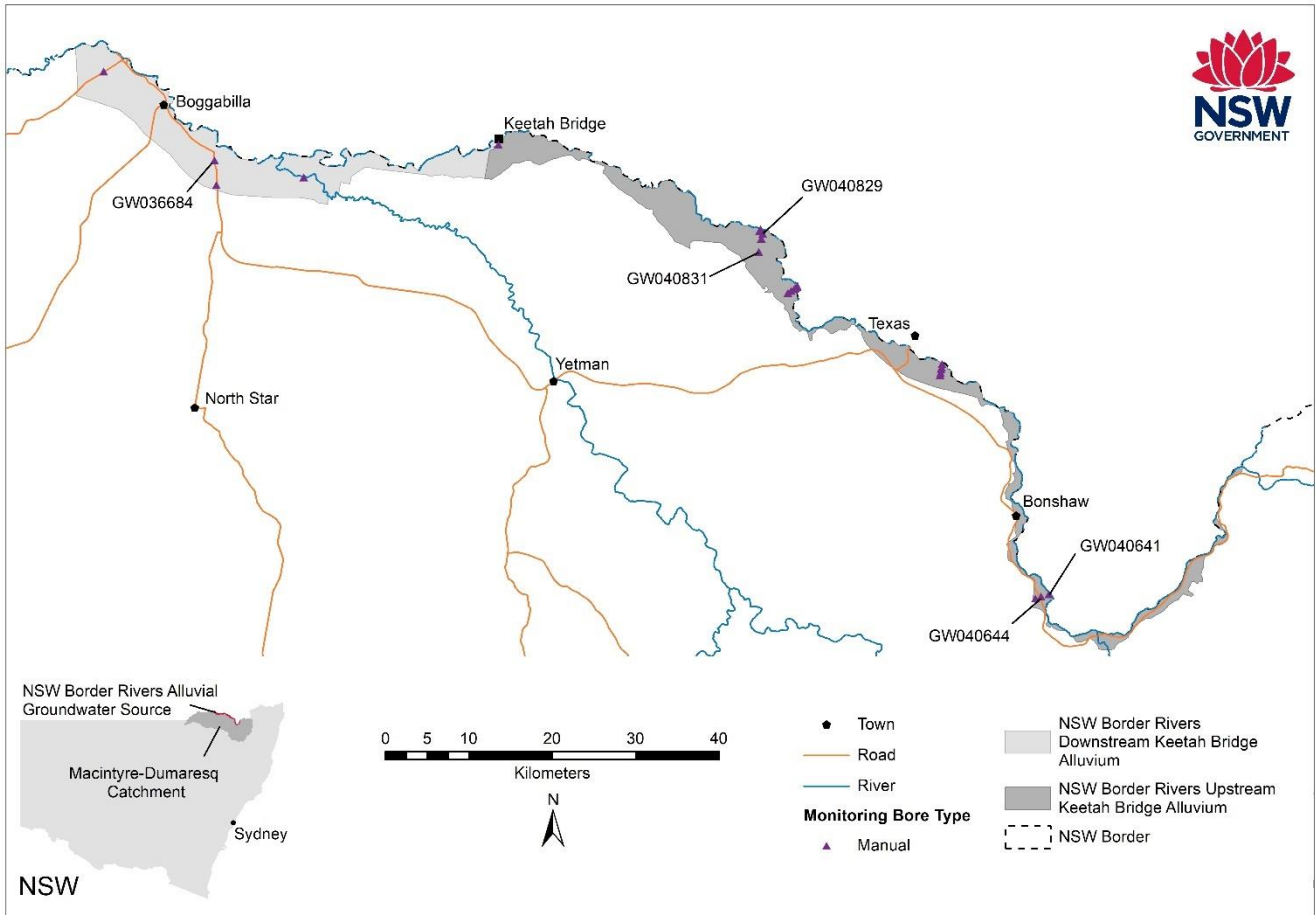 Boggabilla
Keetah Bridge
NSW
GOVERNMENT
GW036684
GW040829
GW040831
Texas
Yetman
North Star
Bonshaw
GW040641
GW040644
NSW Border Rivers Alluvial
Groundwater Source
Macintyre-Dumaresq
Catchment
Sydney
NSW
0 5 10 20 30 40
Kilometers
N
Town
Road
River
Monitoring Bore Type
Manual
NSW Border Rivers
Downstream Keetah Bridge
Alluvium
NSW Border Rivers Upstream
Keetah Bridge Alluvium
NSW Border